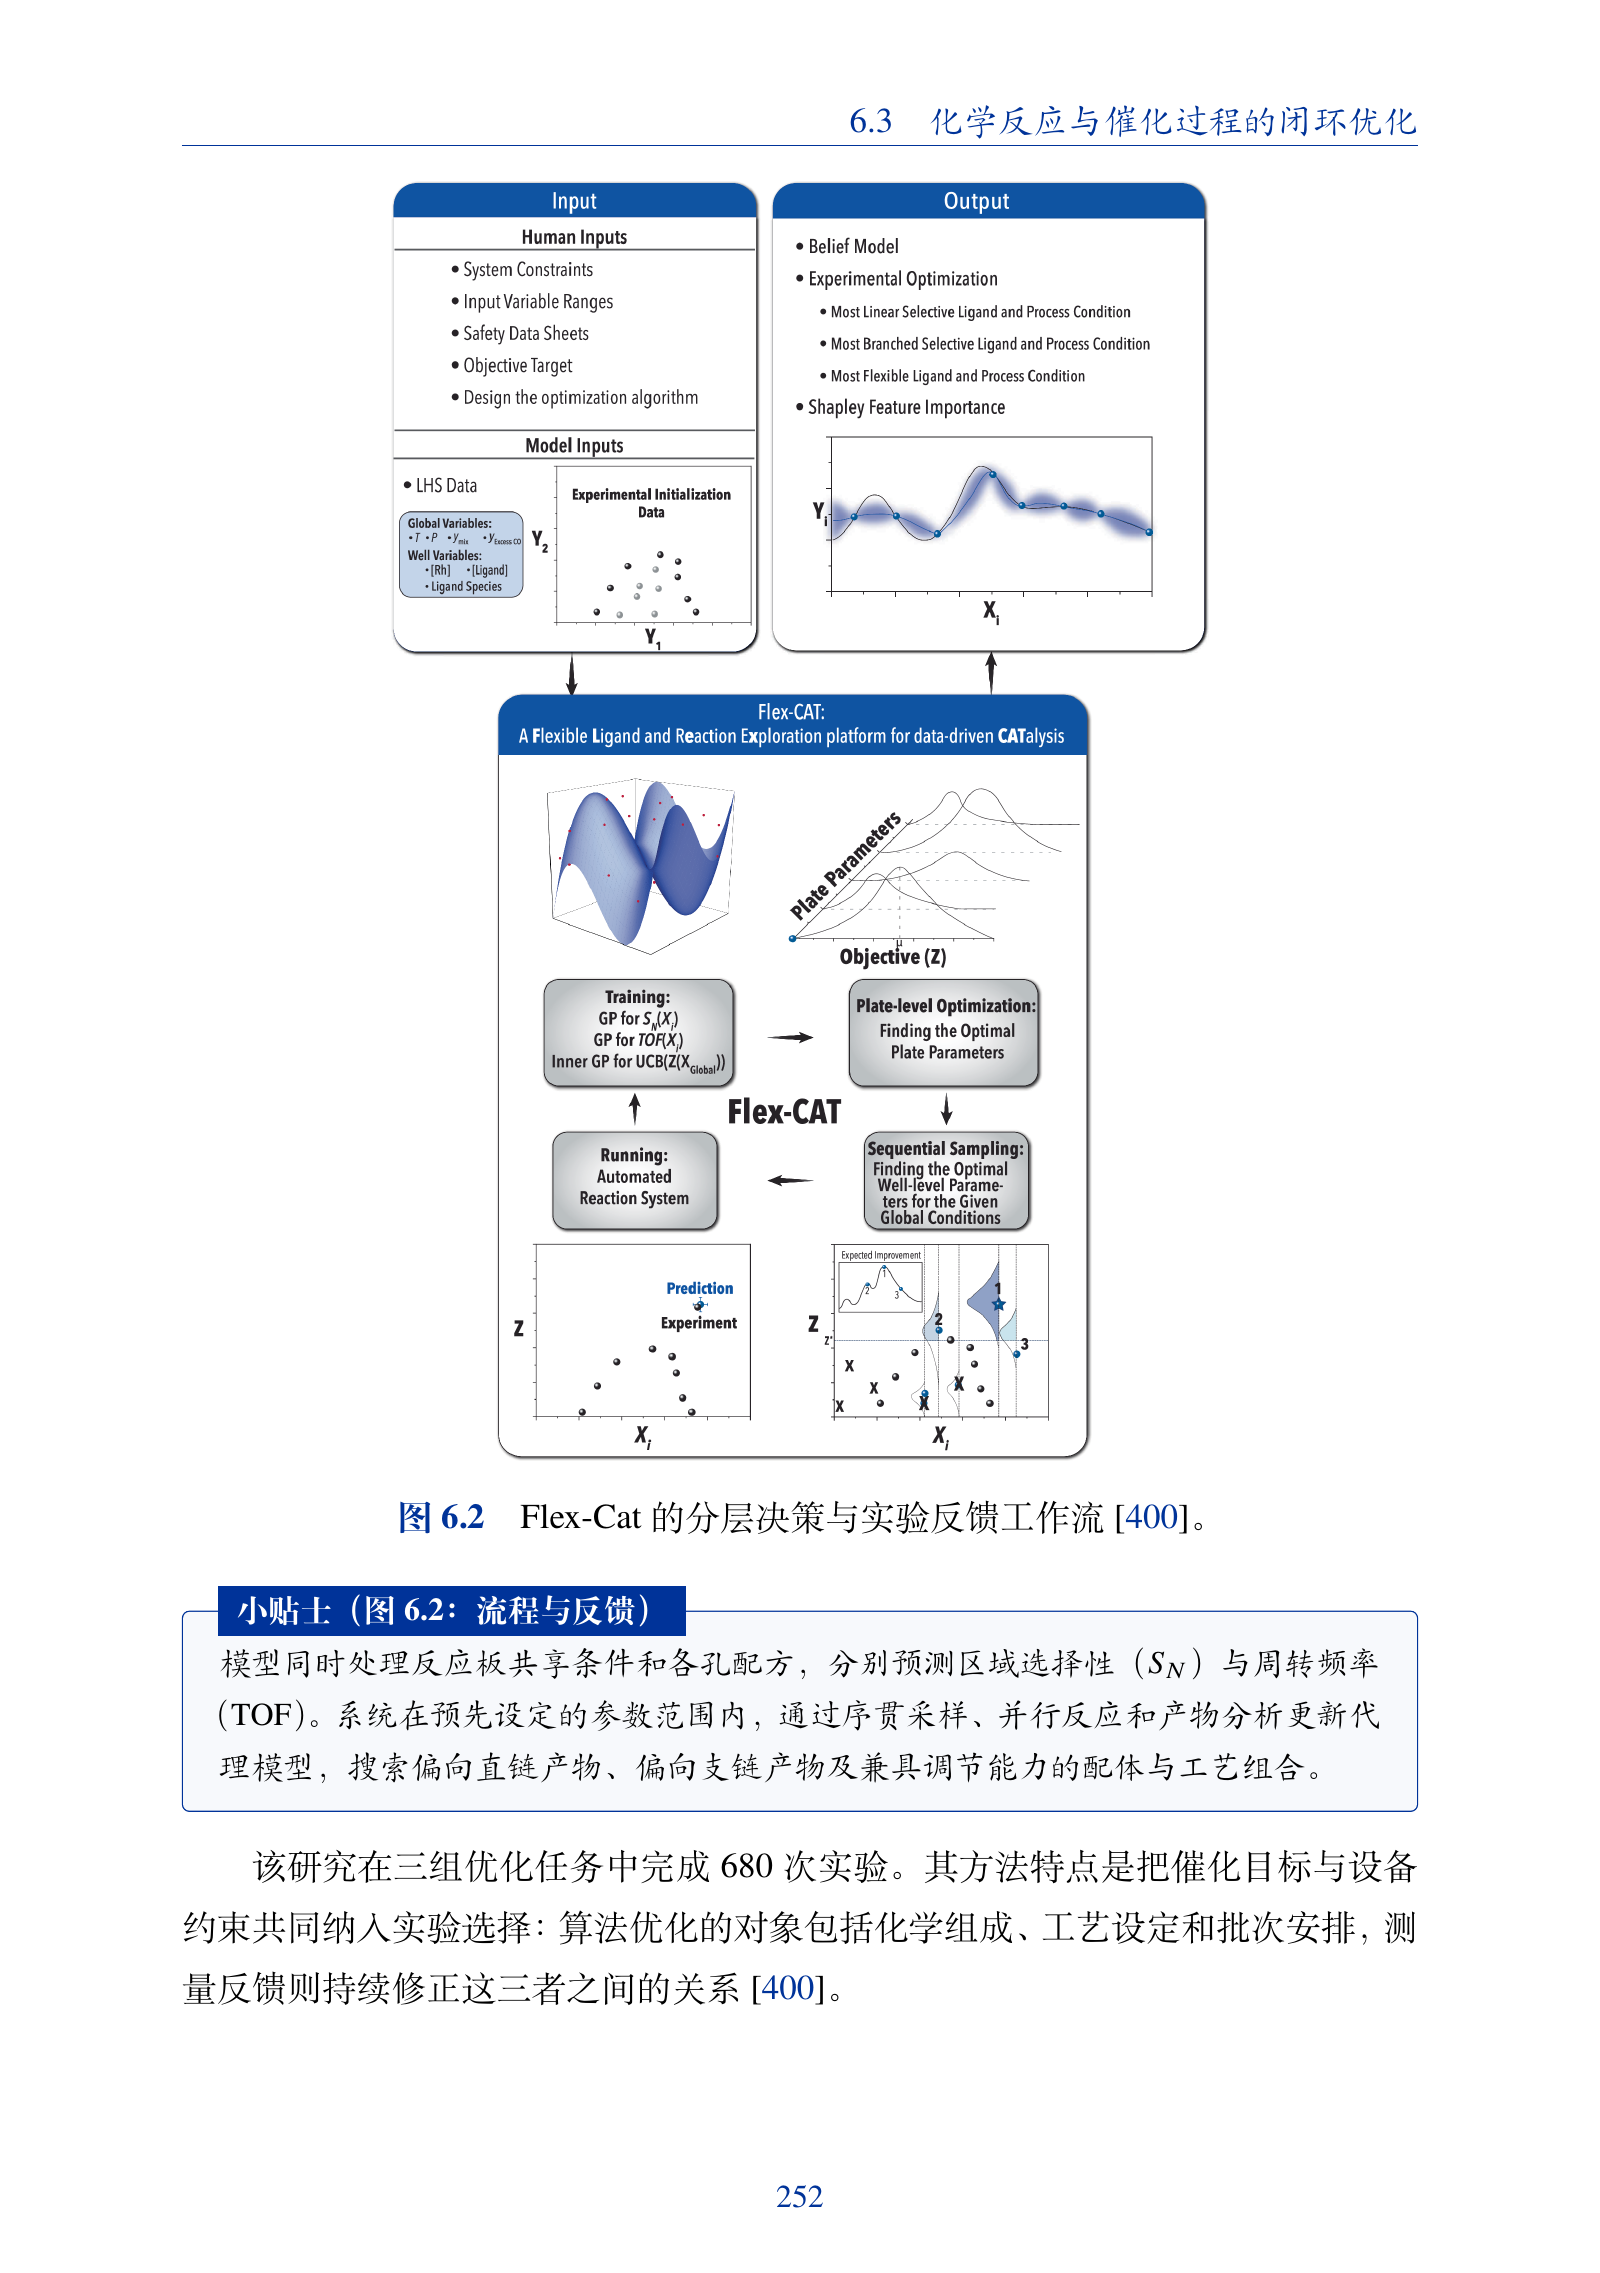 6.3 化学反应与催化过程的闭环优化
Input
Human Inputs
• System Constraints
• Input Variable Ranges
• Safety Data Sheets
• Objective Target
• Design the optimization algorithm
Model Inputs
• LHS Data
Global Variables:
• T • P • y mix • y Excess CO
Well Variables:
• [Rh] • [Ligand]
• Ligand Species
Experimental Initialization
Data
Y2
Y1
Output
• Belief Model
• Experimental Optimization
• Most Linear Selective Ligand and Process Condition
• Most Branched Selective Ligand and Process Condition
• Most Flexible Ligand and Process Condition
• Shapley Feature Importance
Yi
Xi
Flex-CAT:
A Flexible Ligand and Reaction Exploration platform for data-driven CATalysis
Plate Parameters
μ
Objective (Z)
Training:
GP for SN(Xi)
GP for TOF(Xi)
Inner GP for UCB(Z(XGlobal))
Plate-level Optimization:
Finding the Optimal
Plate Parameters
Flex-CAT
Running:
Automated
Reaction System
Sequential Sampling:
Finding the Optimal
Well-level Parame-
ters for the Given
Global Conditions
Prediction
Experiment
Z
Xi
Expected Improvement
1
2
3
1
2
3
Z
Z*
X
X
X
X
X
Xi
图 6.2 Flex-Cat 的分层决策与实验反馈工作流 [400]。
小贴士（图 6.2：流程与反馈）
模型同时处理反应板共享条件和各孔配方，分别预测区域选择性（SN）与周转频率
（TOF）。系统在预先设定的参数范围内，通过序贯采样、并行反应和产物分析更新代
理模型，搜索偏向直链产物、偏向支链产物及兼具调节能力的配体与工艺组合。
该研究在三组优化任务中完成 680 次实验。其方法特点是把催化目标与设备
约束共同纳入实验选择：算法优化的对象包括化学组成、工艺设定和批次安排，测
量反馈则持续修正这三者之间的关系 [400]。
252